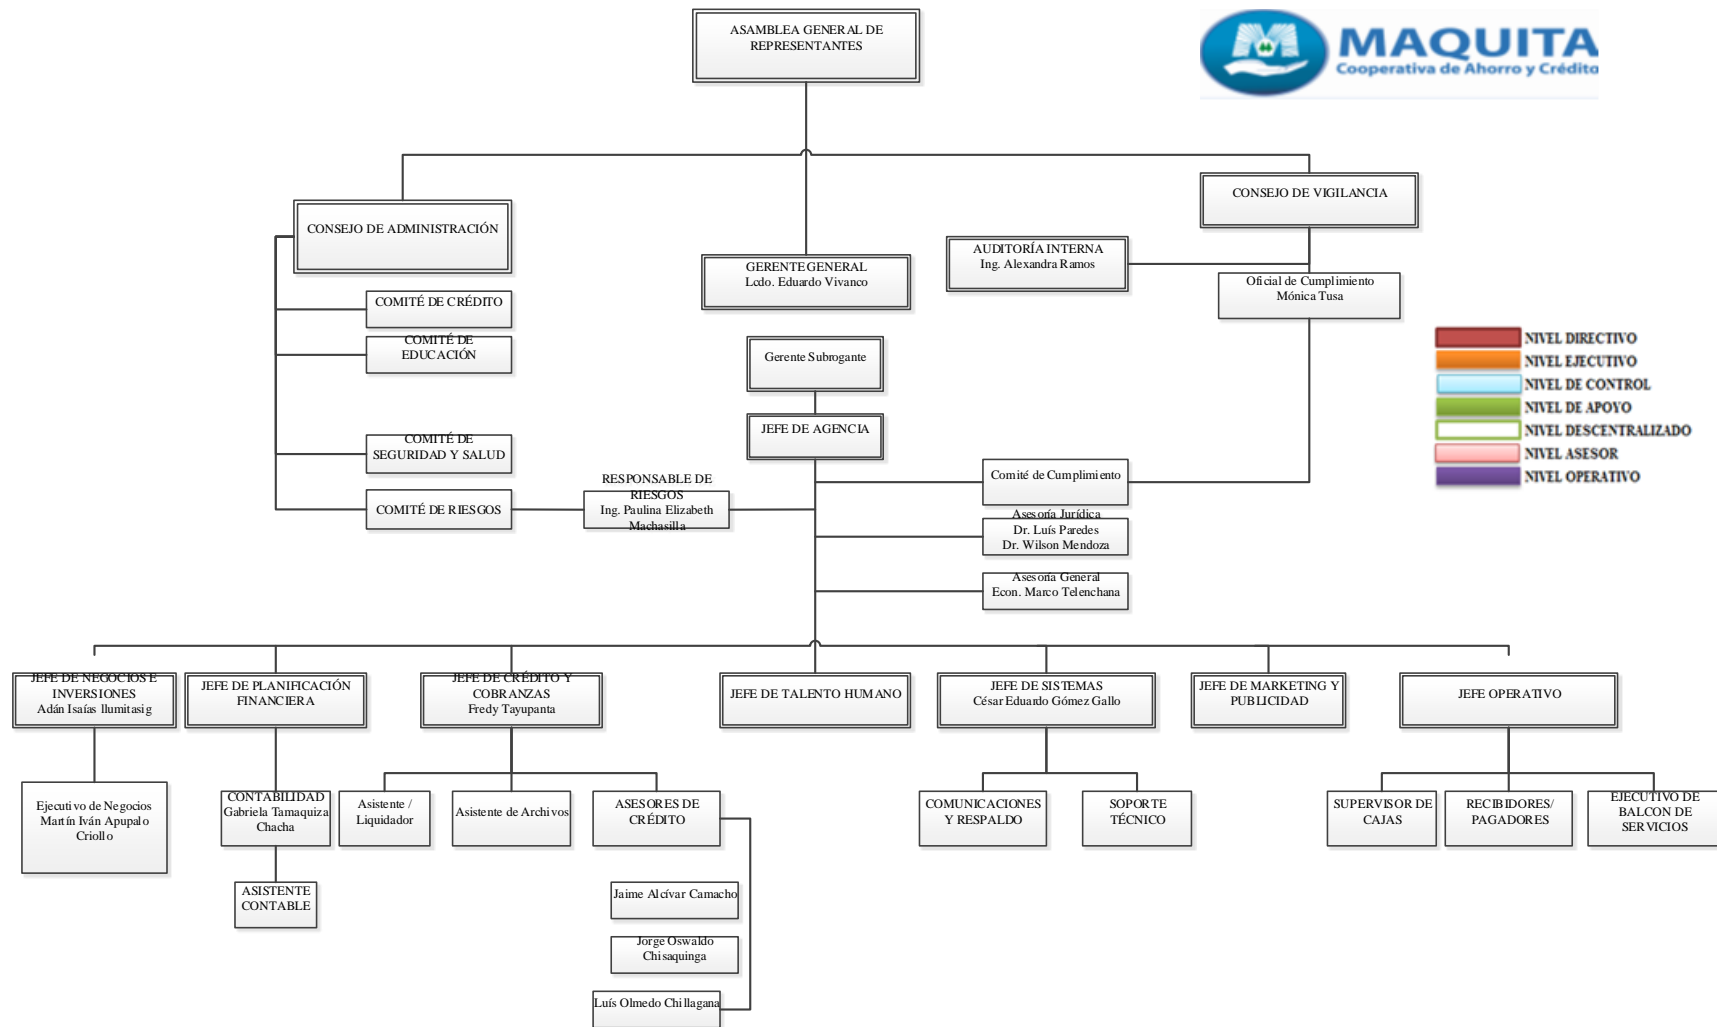 ASAMBLEA GENERAL DE
REPRESENTANTES
MAQUITA
Cooperativa de Ahorro y Crédito
CONSEJO DE ADMINISTRACIÓN
CONSEJO DE VIGILANCIA
GERENTE GENERAL
Lcdo. Eduardo Vivanco
AUDITORÍA INTERNA
Ing. Alexandra Ramos
Oficial de Cumplimiento
Mónica Tusa
COMITÉ DE CRÉDITO
COMITÉ DE
EDUCACIÓN
COMITÉ DE
SEGURIDAD Y SALUD
COMITÉ DE RIESGOS
Gerente Subrogante
JEFE DE AGENCIA
RESPONSABLE DE
RIESGOS
Ing. Paulina Elizabeth
Machasilla
Comité de Cumplimiento
Asesoría Jurídica
Dr. Luís Paredes
Dr. Wilson Mendoza
Asesoría General
Econ. Marco Telenchana
NIVEL DIRECTIVO
NIVEL EJECUTIVO
NIVEL DE CONTROL
NIVEL DE APOYO
NIVEL DESCENTRALIZADO
NIVEL ASESOR
NIVEL OPERATIVO
JEFE DE NEGOCIOS E
INVERSIONES
Adán Isaías Ilumitasig
JEFE DE PLANIFICACIÓN
FINANCIERA
JEFE DE CRÉDITO Y
COBRANZAS
Fredy Tayupanta
JEFE DE TALENTO HUMANO
JEFE DE SISTEMAS
César Eduardo Gómez Gallo
JEFE DE MARKETING Y
PUBLICIDAD
JEFE OPERATIVO
Ejecutivo de Negocios
Martín Iván Apupalo
Criollo
CONTABILIDAD
Gabriela Tamaquiza
Chacha
ASISTENTE
CONTABLE
Asistente /
Liquidador
Asistente de Archivos
ASESORES DE
CRÉDITO
Jaime Alcívar Camacho
Jorge Oswaldo
Chisaquinga
Luís Olmedo Chillagana
COMUNICACIONES
Y RESPALDO
SOPORTE
TÉCNICO
SUPERVISOR DE
CAJAS
RECIBIDORES/
PAGADORES
EJECUTIVO DE
BALCON DE
SERVICIOS